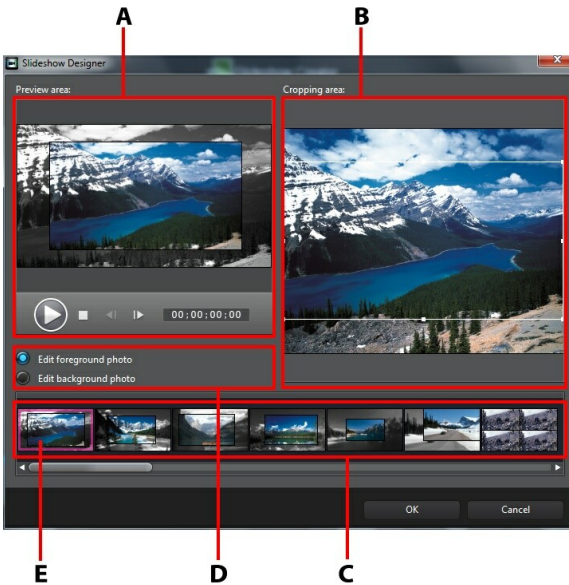 A
B
Slideshow Designer
Preview area:
Cropping area:
00;00;00;00
Edit foreground photo
Edit background photo
OK
Cancel
E
D
C